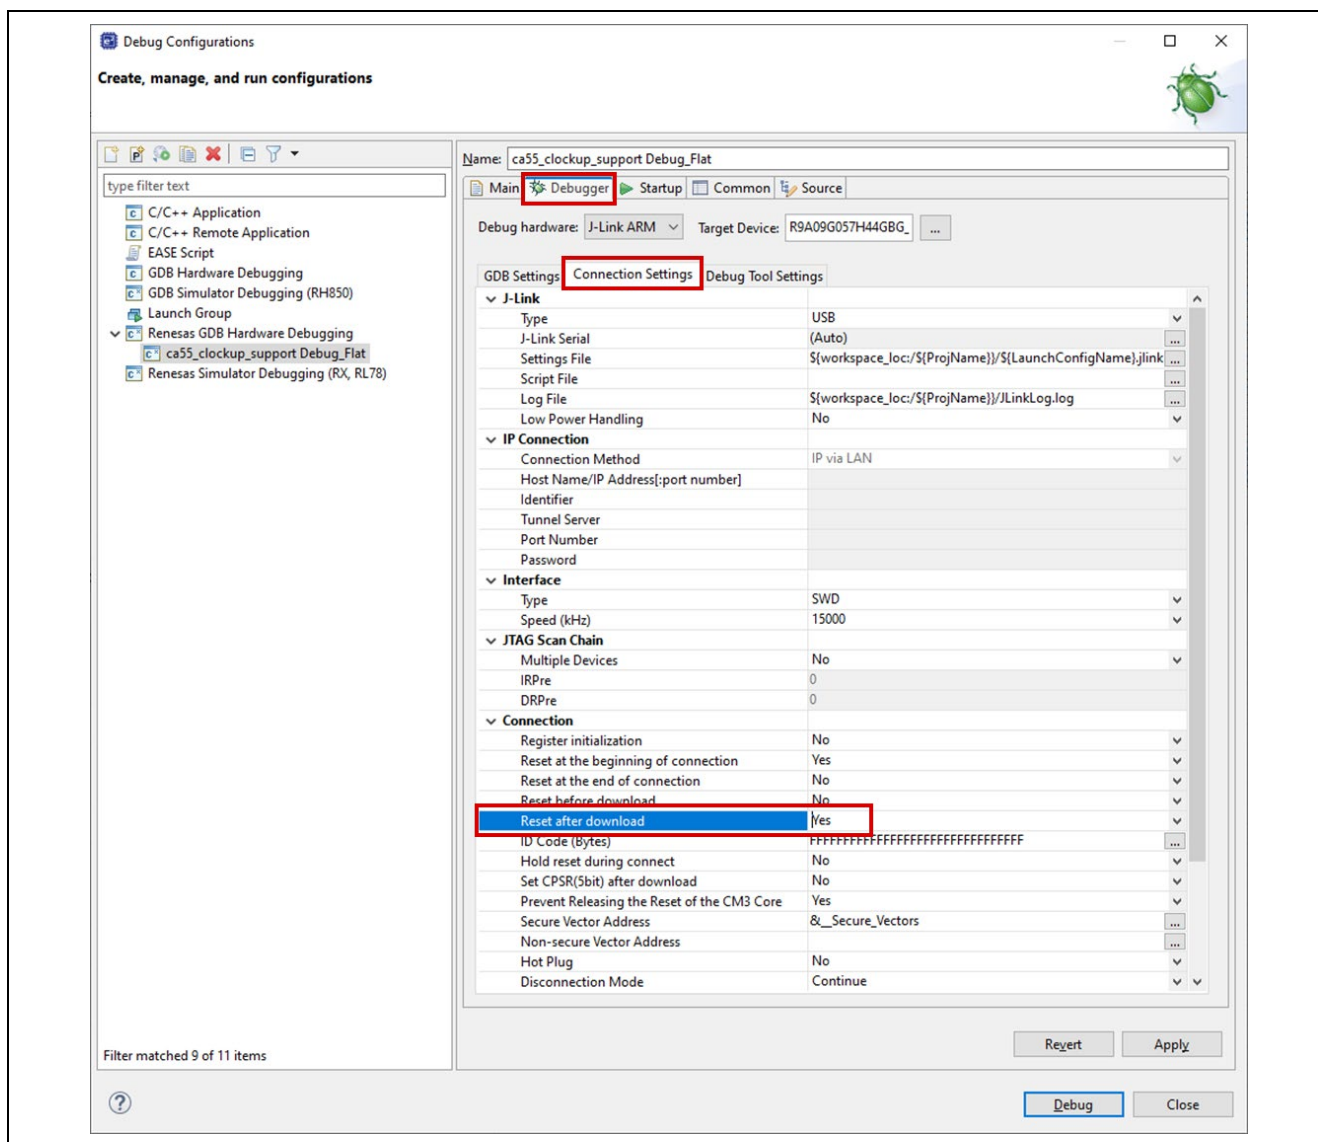 Debug Configurations
Create, manage, and run configurations
type filter text
C/C++ Application
C/C++ Remote Application
EASE Script
GDB Hardware Debugging
GDB Simulator Debugging (RH850)
Launch Group
Renesas GDB Hardware Debugging
ca55_clockup_support Debug_Flat
Renesas Simulator Debugging (RX, RL78)
Filter matched 9 of 11 items
Name: ca55_clockup_support Debug_Flat
Main Debugger Startup Common Source
Debug hardware: J-Link ARM Target Device: R9A09G057H44GBG_ ...
GDB Settings Connection Settings Debug Tool Settings
J-Link
Type USB
J-Link Serial (Auto) ...
Settings File ${workspace_loc:/${ProjName}}/${LaunchConfigName}.jlink ...
Script File ...
Log File ${workspace_loc:/${ProjName}}/JLinkLog.log ...
Low Power Handling No
IP Connection
Connection Method IP via LAN
Host Name/IP Address[:port number]
Identifier
Tunnel Server
Port Number
Password
Interface
Type SWD
Speed (kHz) 15000
JTAG Scan Chain
Multiple Devices No
IRPre 0
DRPre 0
Connection
Register initialization No
Reset at the beginning of connection Yes
Reset at the end of connection No
Reset before download No
Reset after download Yes
ID Code (Bytes) FFFFFFFFFFFFFFFFFFFFFFFFFFFFFFFF ...
Hold reset during connect No
Set CPSR(5bit) after download No
Prevent Releasing the Reset of the CM3 Core Yes
Secure Vector Address &__Secure_Vectors ...
Non-secure Vector Address ...
Hot Plug No
Disconnection Mode Continue
Revert Apply
Debug Close